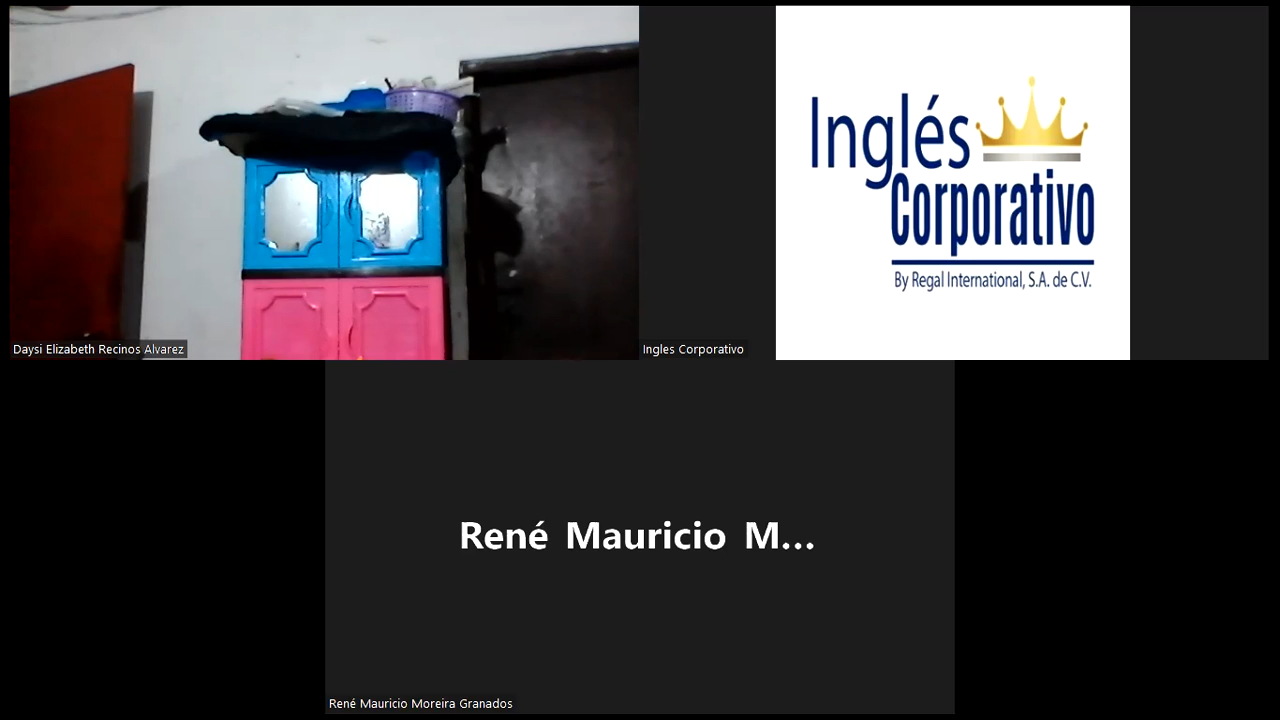 Daysi Elizabeth Recinos Alvarez
Inglés
Corporativo
By Regal International, S.A. de C.V.
Ingles Corporativo
René Mauricio M...
René Mauricio Moreira Granados